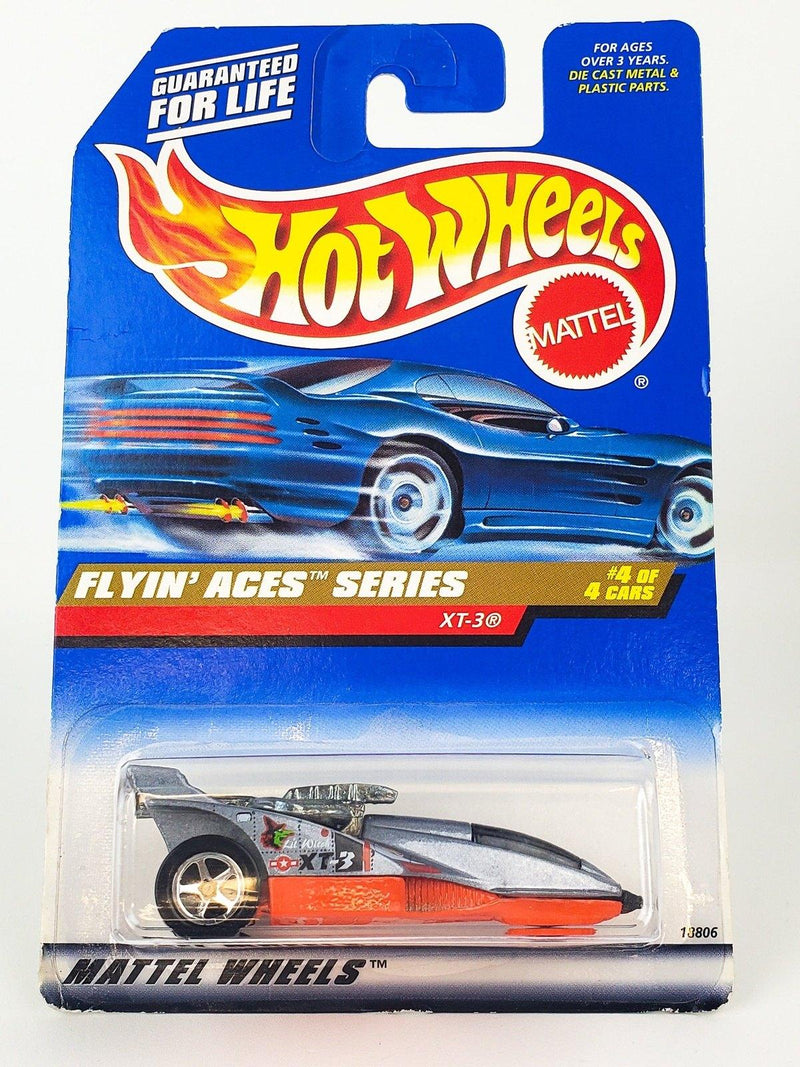 GUARANTEED
FOR LIFE
FOR AGES
OVER 3 YEARS.
DIE CAST METAL &
PLASTIC PARTS.
HOT WHEELS
MATTEL
®
FLYIN' ACES™ SERIES
#4 OF
4 CARS
XT-3®
XT-3
18806
MATTEL WHEELS™